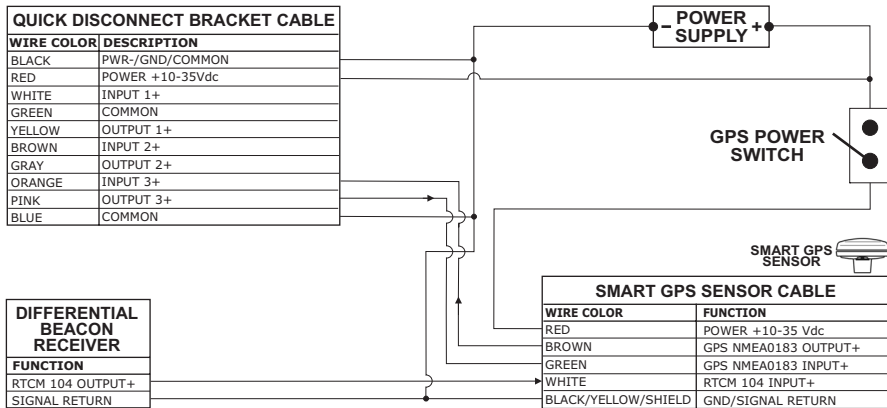 QUICK DISCONNECT BRACKET CABLE
WIRE COLOR DESCRIPTION
BLACK PWR-/GND/COMMON
RED POWER +10-35Vdc
WHITE INPUT 1+
GREEN COMMON
YELLOW OUTPUT 1+
BROWN INPUT 2+
GRAY OUTPUT 2+
ORANGE INPUT 3+
PINK OUTPUT 3+
BLUE COMMON
- POWER SUPPLY +
GPS POWER
SWITCH
SMART GPS
SENSOR
SMART GPS SENSOR CABLE
WIRE COLOR FUNCTION
RED POWER +10-35 Vdc
BROWN GPS NMEA0183 OUTPUT+
GREEN GPS NMEA0183 INPUT+
WHITE RTCM 104 INPUT+
BLACK/YELLOW/SHIELD GND/SIGNAL RETURN
DIFFERENTIAL
BEACON
RECEIVER
FUNCTION
RTCM 104 OUTPUT+
SIGNAL RETURN